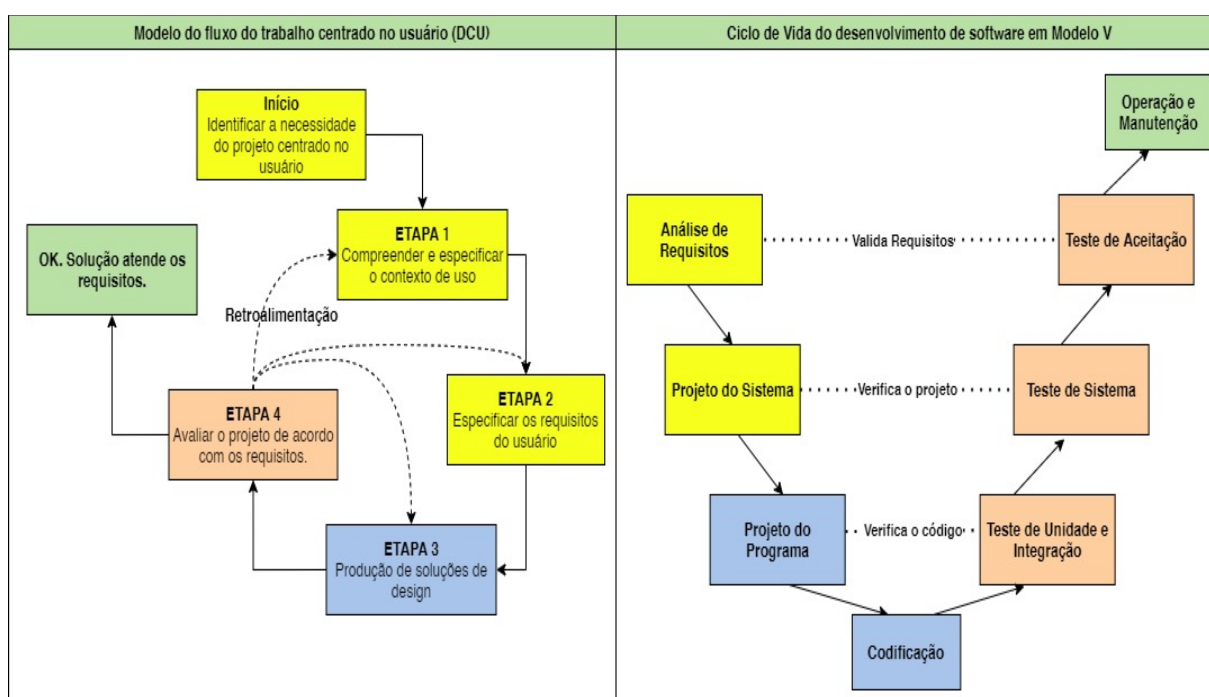 Modelo do fluxo do trabalho centrado no usuário (DCU)
Início
Identificar a necessidade
do projeto centrado no
usuário
ETAPA 1
Compreender e especificar
o contexto de uso
OK. Solução atende os
requisitos.
Retroalimentação
ETAPA 2
Especificar os requisitos
do usuário
ETAPA 4
Avaliar o projeto de acordo
com os requisitos.
ETAPA 3
Produção de soluções de
design
Ciclo de Vida do desenvolvimento de software em Modelo V
Operação e
Manutenção
Análise de
Requisitos
Valida Requisitos
Teste de Aceitação
Projeto do Sistema
Verifica o projeto
Teste de Sistema
Projeto do
Programa
Verifica o código
Teste de Unidade e
Integração
Codificação